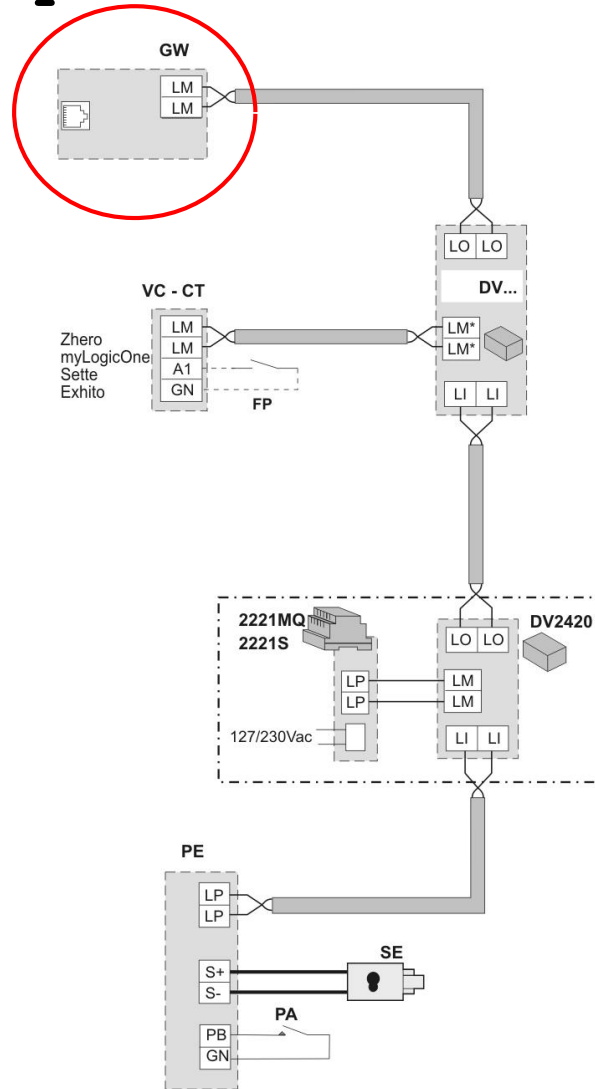 GW
LM
LM
LO LO
DV...
VC - CT
LM
LM
A1
GN
Zhero
myLogicOne
Sette
Exhito
FP
LM*
LM*
LI LI
2221MQ
2221S
LP
LP
127/230Vac
LO LO
DV2420
LM
LM
LI LI
PE
LP
LP
S+
S-
SE
PA
PB
GN